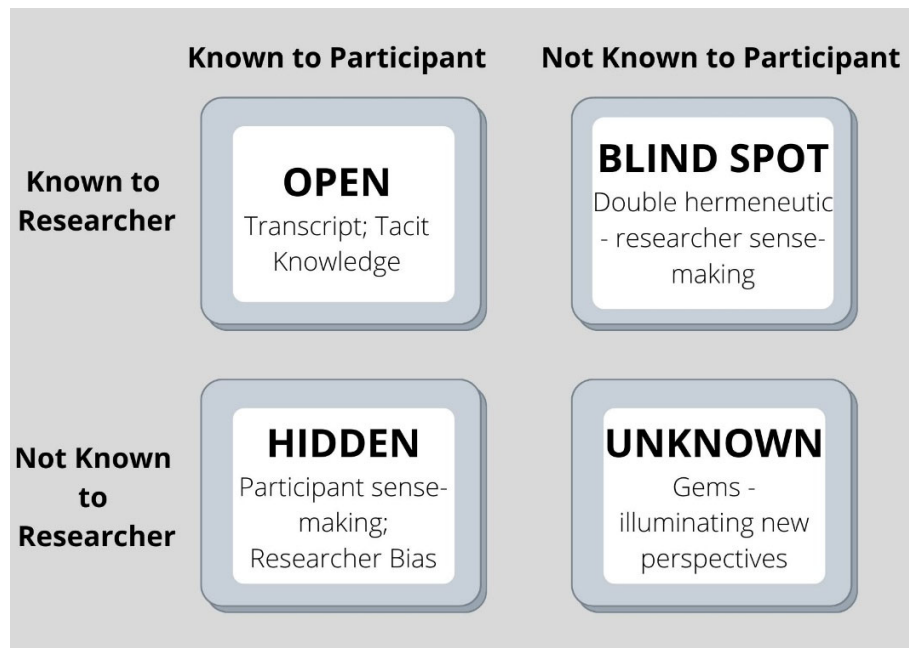 Known to Participant
Not Known to Participant
Known to
Researcher
OPEN
Transcript; Tacit
Knowledge
BLIND SPOT
Double hermeneutic
- researcher sense-
making
Not Known
to
Researcher
HIDDEN
Participant sense-
making;
Researcher Bias
UNKNOWN
Gems -
illuminating new
perspectives